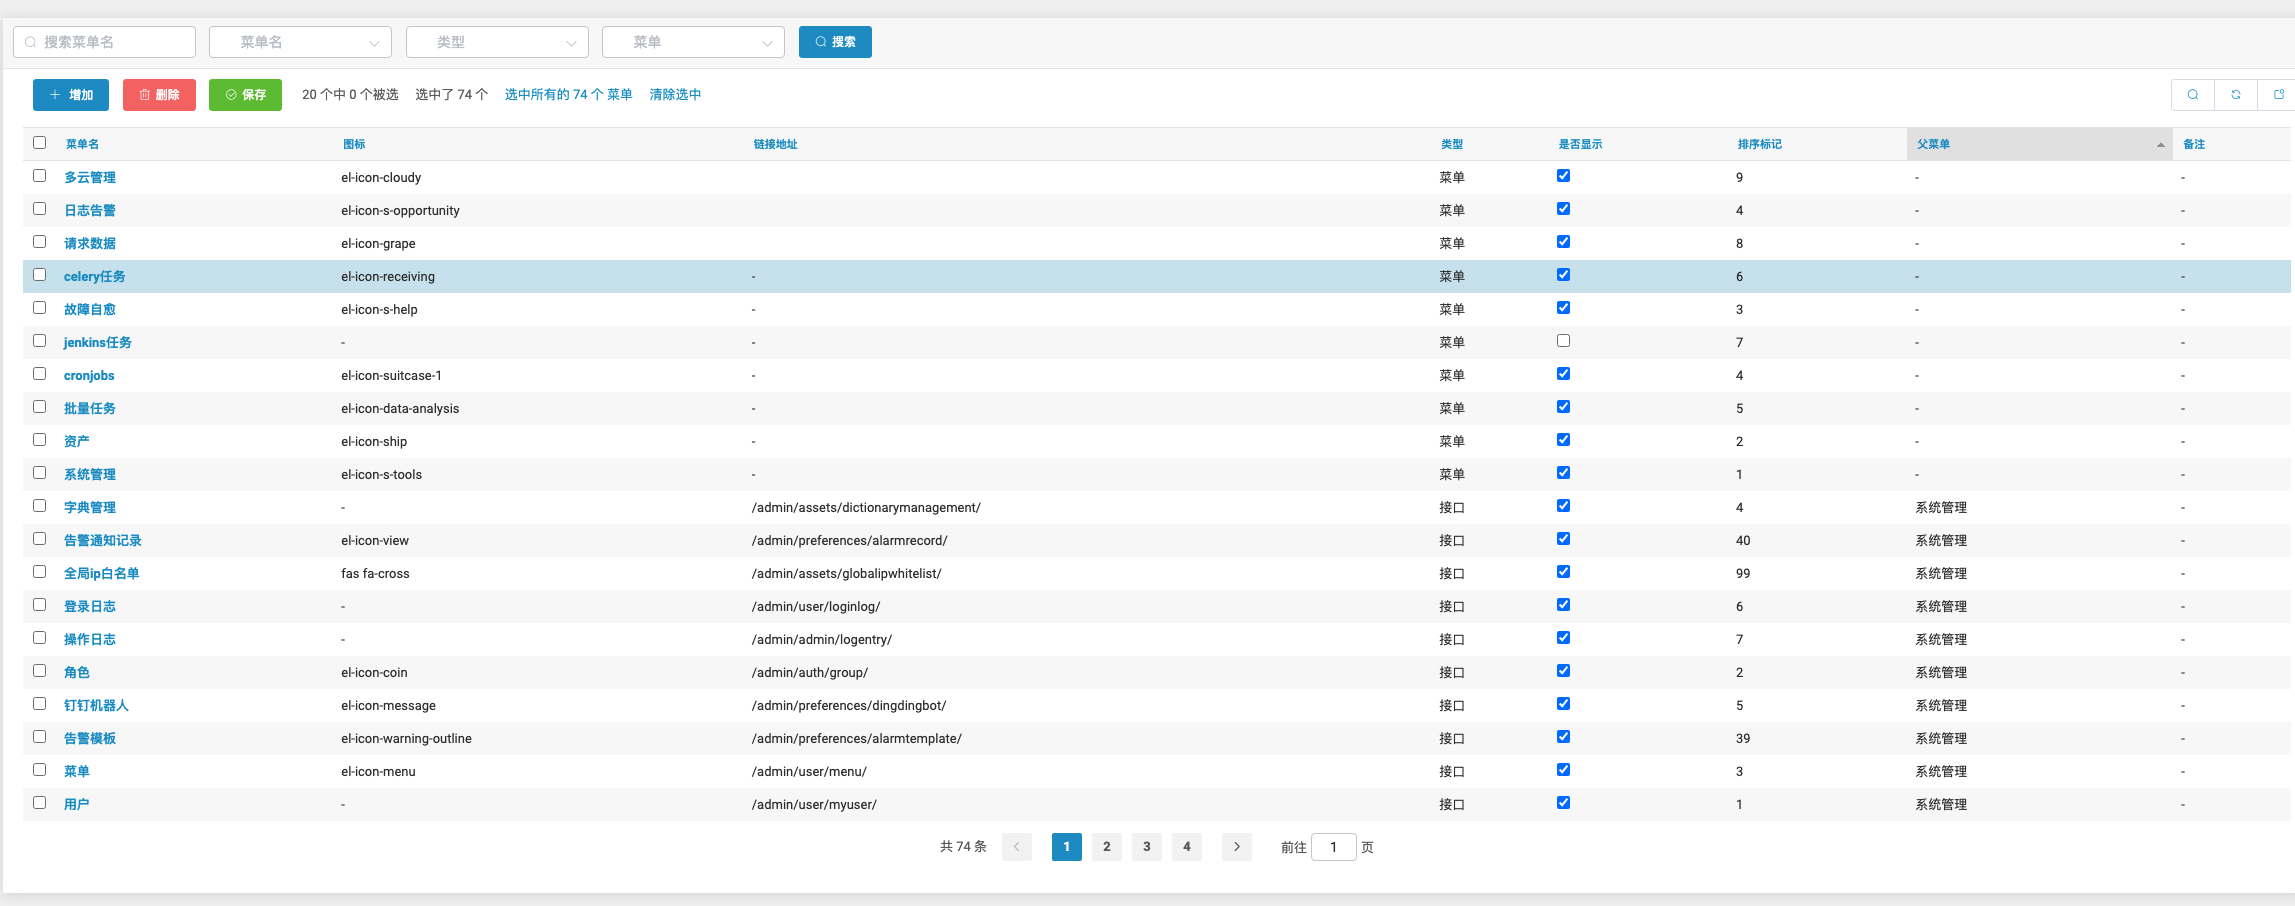 搜索菜单名 菜单名 类型 菜单 搜索
增加 删除 保存 20 个中 0 个被选 选中了 74 个 选中所有的 74 个 菜单 清除选中
菜单名 图标 链接地址 类型 是否显示 排序标记 父菜单 备注
多云管理 el-icon-cloudy 菜单 9 - -
日志告警 el-icon-s-opportunity 菜单 4 - -
请求数据 el-icon-grape 菜单 8 - -
celery任务 el-icon-receiving - 菜单 6 - -
故障自愈 el-icon-s-help - 菜单 3 - -
jenkins任务 - - 菜单 7 - -
cronjobs el-icon-suitcase-1 - 菜单 4 - -
批量任务 el-icon-data-analysis - 菜单 5 - -
资产 el-icon-ship - 菜单 2 - -
系统管理 el-icon-s-tools - 菜单 1 - -
字典管理 - /admin/assets/dictionarymanagement/ 接口 4 系统管理 -
告警通知记录 el-icon-view /admin/preferences/alarmrecord/ 接口 40 系统管理 -
全局ip白名单 fas fa-cross /admin/assets/globalipwhitelist/ 接口 99 系统管理 -
登录日志 - /admin/user/loginlog/ 接口 6 系统管理 -
操作日志 - /admin/admin/logentry/ 接口 7 系统管理 -
角色 el-icon-coin /admin/auth/group/ 接口 2 系统管理 -
钉钉机器人 el-icon-message /admin/preferences/dingdingbot/ 接口 5 系统管理 -
告警模板 el-icon-warning-outline /admin/preferences/alarmtemplate/ 接口 39 系统管理 -
菜单 el-icon-menu /admin/user/menu/ 接口 3 系统管理 -
用户 - /admin/user/myuser/ 接口 1 系统管理 -
共 74 条 1 2 3 4 前往 1 页